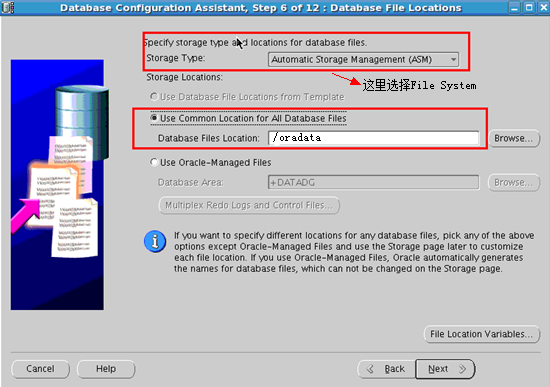 Database Configuration Assistant, Step 6 of 12 : Database File Locations
Specify storage type and locations for database files.
Storage Type: Automatic Storage Management (ASM)
Storage Locations:
这里选择File System
Use Database File Locations from Template
Use Common Location for All Database Files
Database Files Location: /oradata Browse...
Use Oracle-Managed Files
Database Area: +DATADG Browse...
Multiplex Redo Logs and Control Files...
If you want to specify different locations for any database files, pick any of the above
options except Oracle-Managed Files and use the Storage page later to customize
each file location. If you use Oracle-Managed Files, Oracle automatically generates
the names for database files, which can not be changed on the Storage page.
File Location Variables...
Cancel Help Back Next